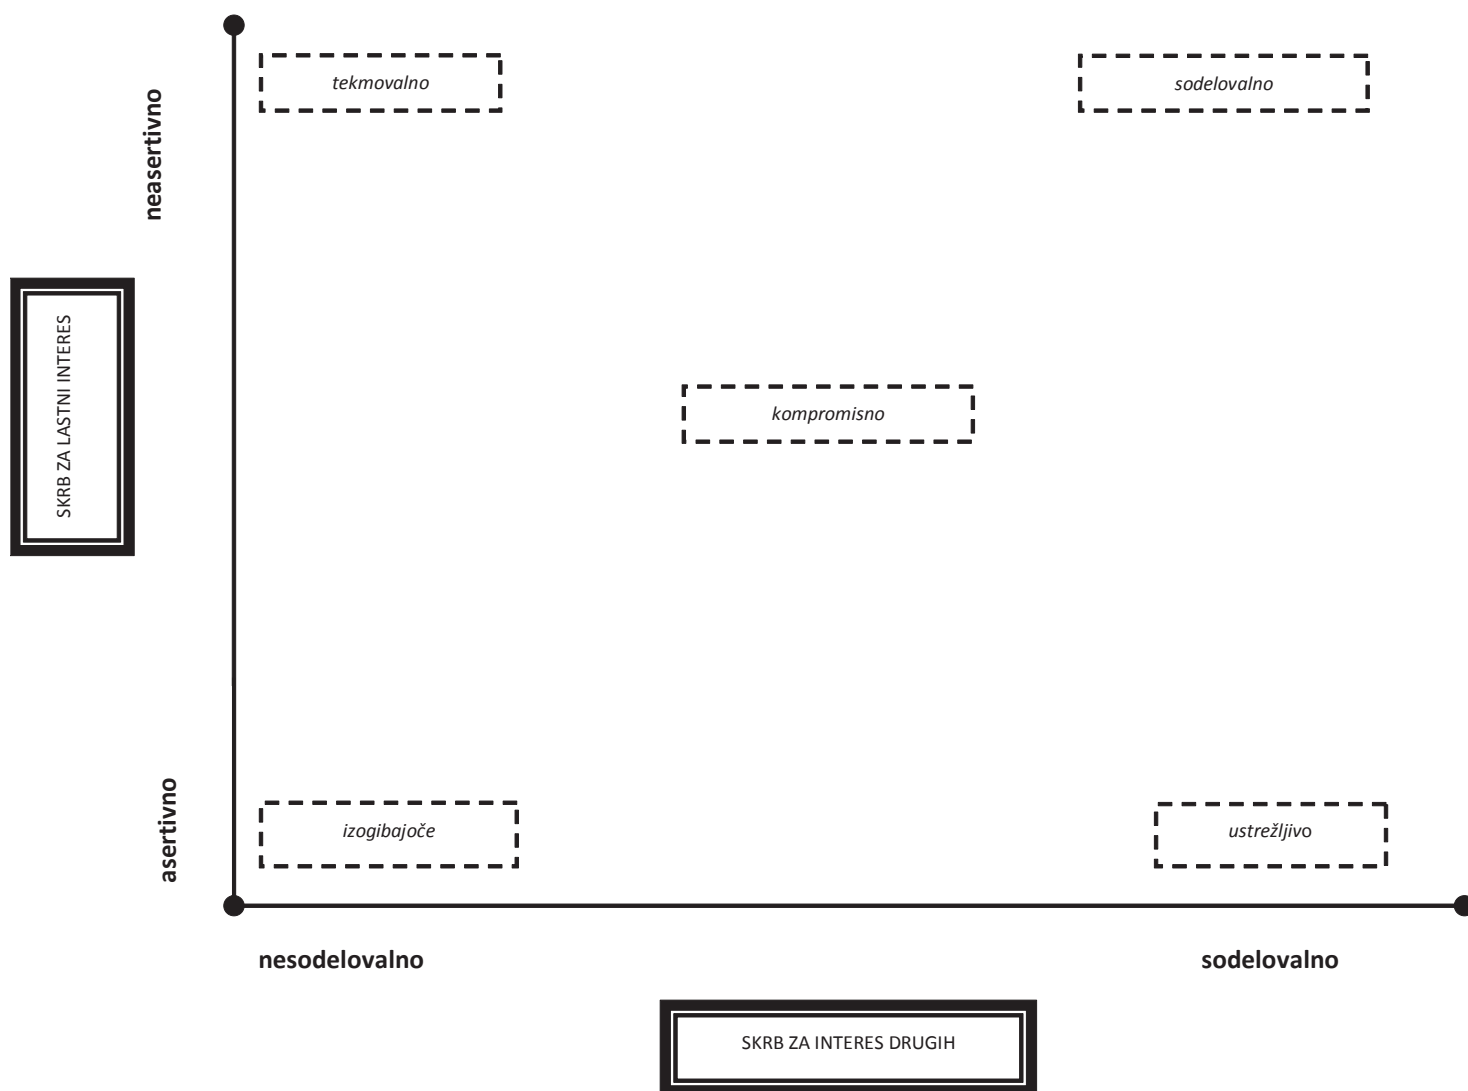 tekmovalno
sodelovalno
neasertivno
SKRB ZA LASTNI INTERES
kompromisno
asertivno
izogibajoče
ustrežljivo
nesodelovalno
sodelovalno
SKRB ZA INTERES DRUGIH